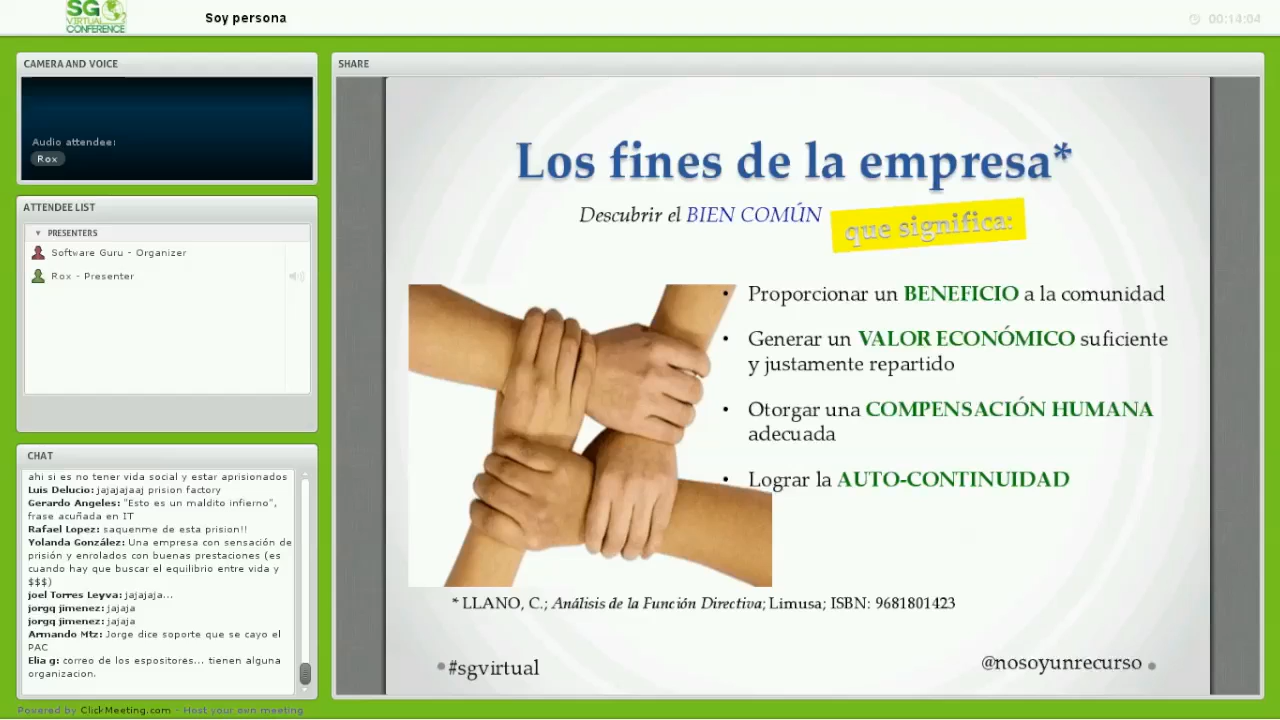 SG
VIRTUAL
CONFERENCE
Soy persona
00:14:04
CAMERA AND VOICE
Audio attendee:
Rox
ATTENDEE LIST
PRESENTERS
Software Guru - Organizer
Rox - Presenter
CHAT
ahi si es no tener vida social y estar aprisionados
Luis Delucio: jajajajaaj prision factory
Gerardo Angeles: "Esto es un maldito infierno",
frase acuñada en IT
Rafael Lopez: saquenme de esta prision!!
Yolanda González: Una empresa con sensación de
prisión y enrolados con buenas prestaciones (es
cuando hay que buscar el equilibrio entre vida y
$$$)
joel Torres Leyva: jajajaja...
jorgq jimenez: jajaja
jorgq jimenez: jajaja
Armando Mtz: Jorge dice soporte que se cayo el
PAC
Elia g: correo de los espositores... tienen alguna
organizacion.
Powered by ClickMeeting.com - Host your own meeting
SHARE
Los fines de la empresa*
Descubrir el BIEN COMÚN que significa:
• Proporcionar un BENEFICIO a la comunidad
• Generar un VALOR ECONÓMICO suficiente
y justamente repartido
• Otorgar una COMPENSACIÓN HUMANA
adecuada
• Lograr la AUTO-CONTINUIDAD
* LLANO, C.; Análisis de la Función Directiva; Limusa; ISBN: 9681801423
#sgvirtual
@nosoyunrecurso